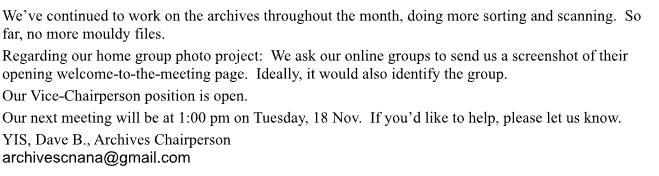 We've continued to work on the archives throughout the month, doing more sorting and scanning.  So
far, no more mouldy files.
Regarding our home group photo project:  We ask our online groups to send us a screenshot of their
opening welcome-to-the-meeting page.  Ideally, it would also identify the group.
Our Vice-Chairperson position is open.
Our next meeting will be at 1:00 pm on Tuesday, 18 Nov.  If you'd like to help, please let us know.
YIS, Dave B., Archives Chairperson
archivescnana@gmail.com